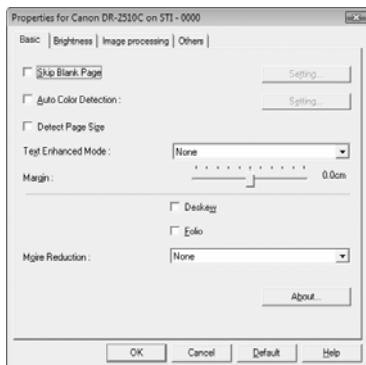 Properties for Canon DR-2510C on STI - 0000
Basic Brightness Image processing Others
Skip Blank Page Setting...
Auto Color Detection : Setting...
Detect Page Size
Text Enhanced Mode : None
Margin : 0.0cm
Deskew
Folio
Moire Reduction : None
About...
OK Cancel Default Help